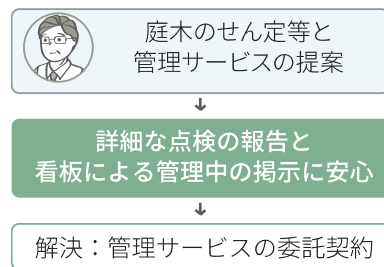 庭木のせん定等と
管理サービスの提案
詳細な点検の報告と
看板による管理中の掲示に安心
解決：管理サービスの委託契約